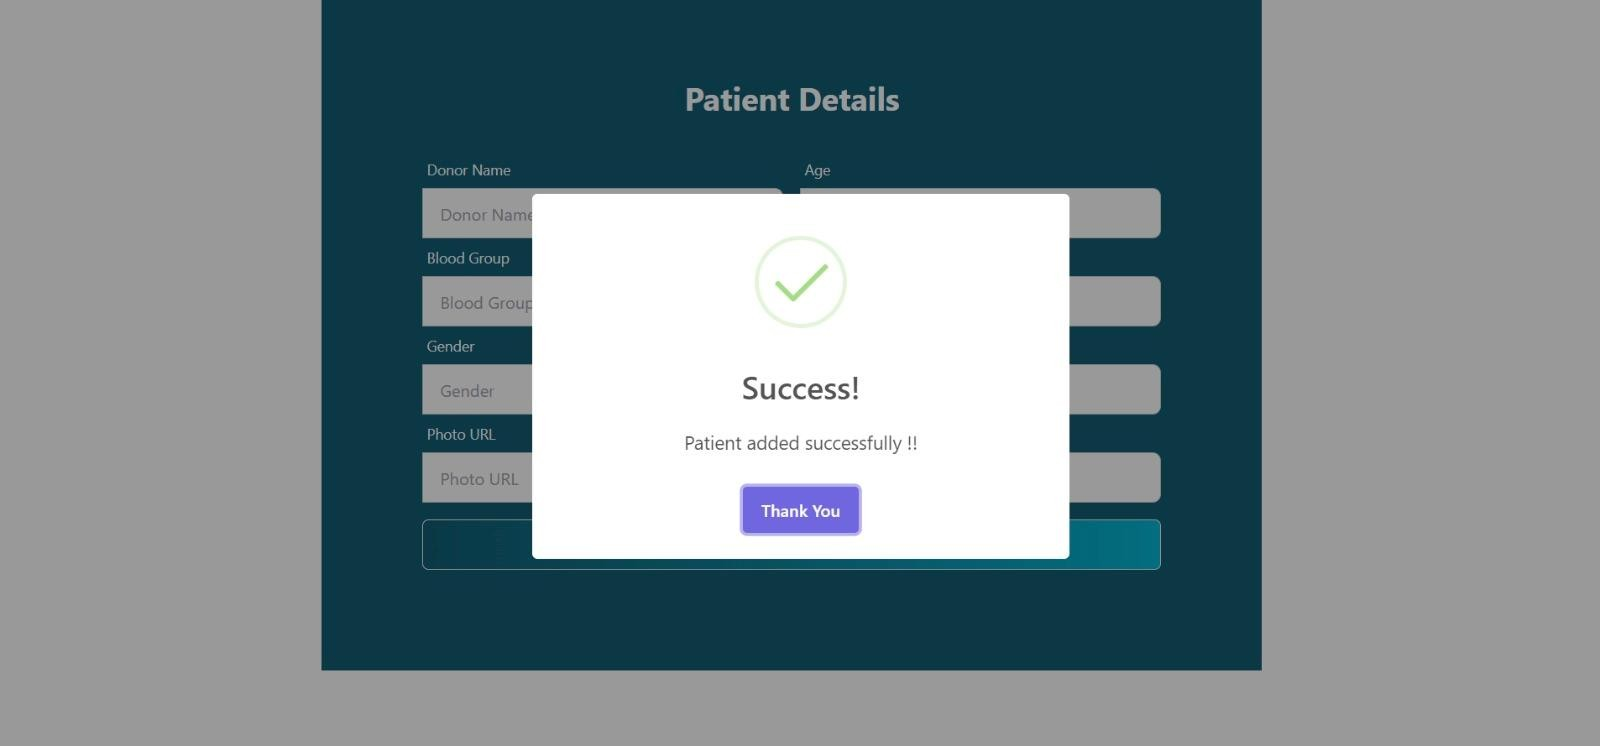 Patient Details
Donor Name
Age
Donor Name
Blood Group
Blood Group
Gender
Gender
Photo URL
Photo URL
Success!
Patient added successfully !!
Thank You